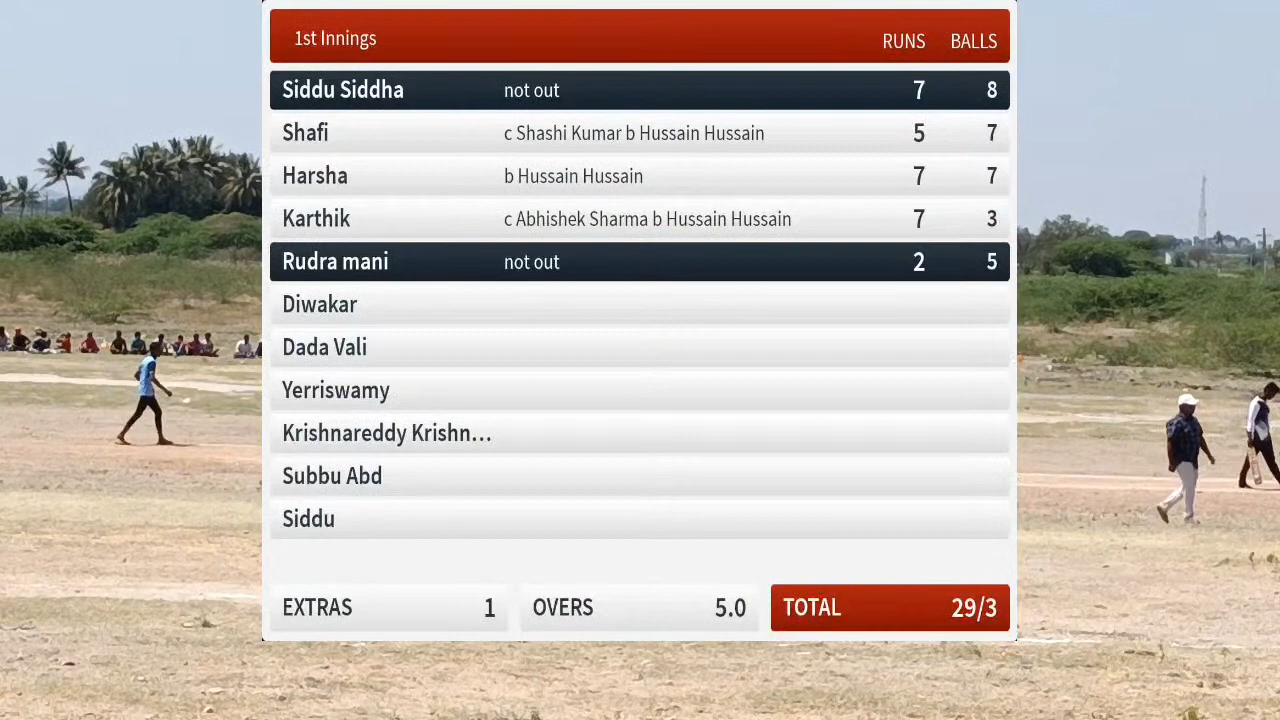 1st Innings RUNS BALLS
Siddu Siddha not out 7 8
Shafi c Shashi Kumar b Hussain Hussain 5 7
Harsha b Hussain Hussain 7 7
Karthik c Abhishek Sharma b Hussain Hussain 7 3
Rudra mani not out 2 5
Diwakar
Dada Vali
Yerriswamy
Krishnareddy Krishn...
Subbu Abd
Siddu
EXTRAS 1 OVERS 5.0 TOTAL 29/3